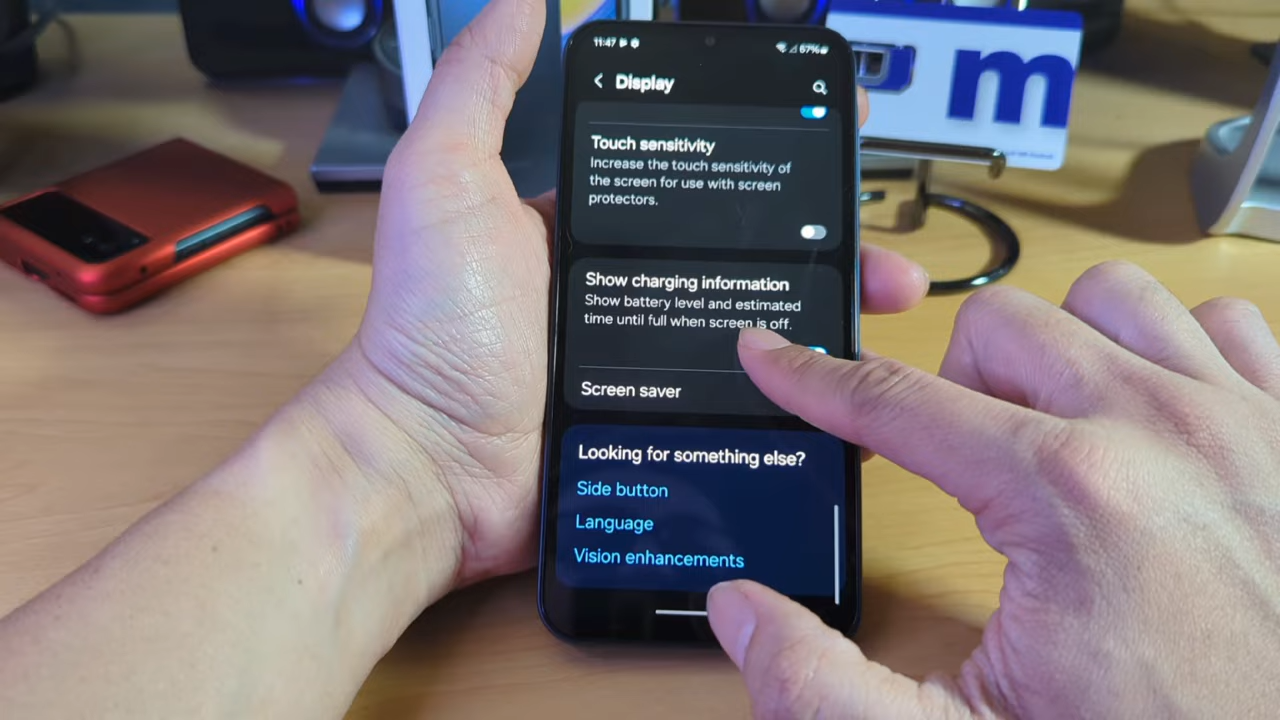 11:47
67%
Display
Touch sensitivity
Increase the touch sensitivity of
the screen for use with screen
protectors.
Show charging information
Show battery level and estimated
time until full when screen is off.
Screen saver
Looking for something else?
Side button
Language
Vision enhancements
m